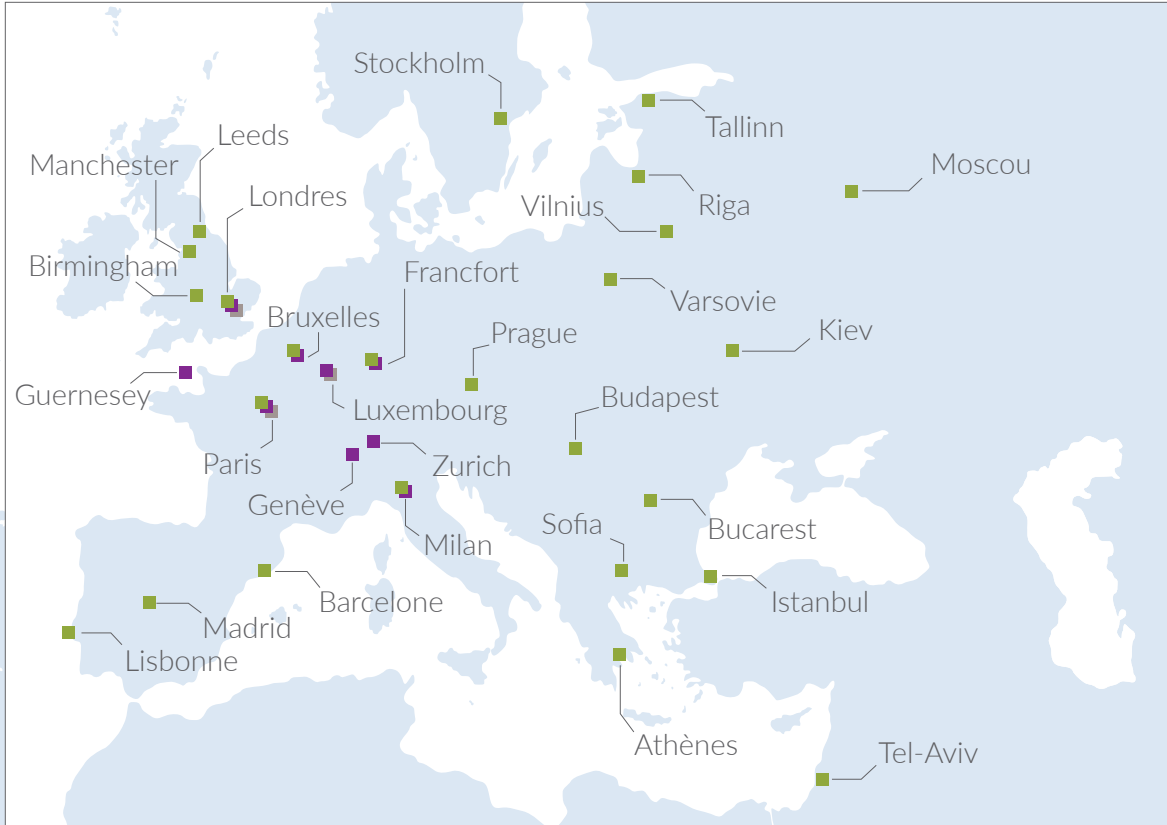 Stockholm
Tallinn
Leeds
Manchester
Moscou
Londres
Vilnius
Riga
Birmingham
Francfort
Varsovie
Bruxelles
Prague
Kiev
Guernesey
Luxembourg
Budapest
Paris
Zurich
Genève
Sofia
Bucarest
Milan
Barcelone
Istanbul
Madrid
Lisbonne
Athènes
Tel-Aviv